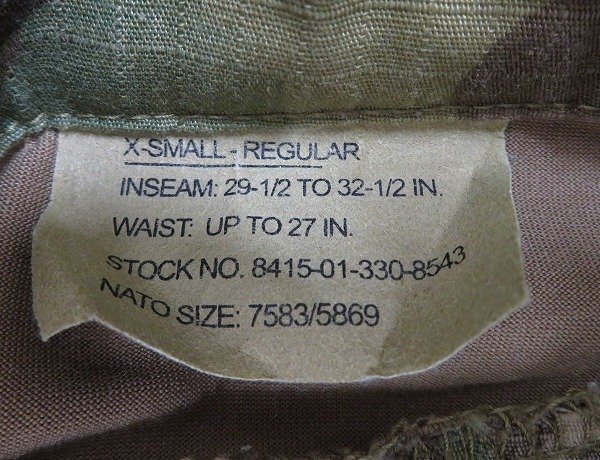 X-SMALL - REGULAR
INSEAM: 29-1/2 TO 32-1/2 IN.
WAIST: UP TO 27 IN.
STOCK NO. 8415-01-330-8543
NATO SIZE: 7583/5869